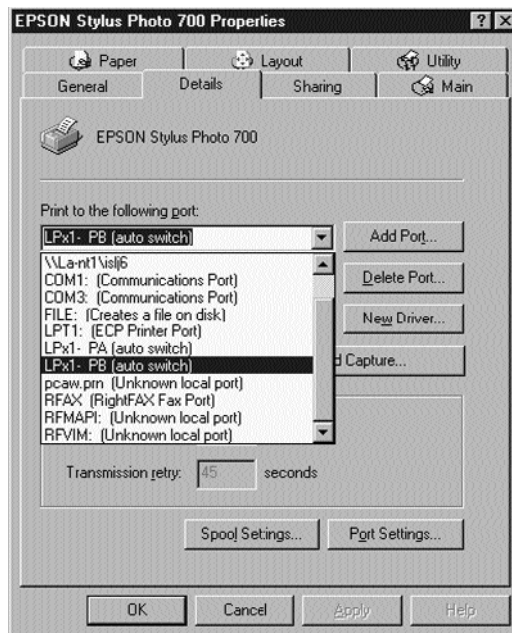 EPSON Stylus Photo 700 Properties
Paper
Layout
Utility
General
Details
Sharing
Main
EPSON Stylus Photo 700
Print to the following port:
LPx1- PB (auto switch)
Add Port...
\\La-nt1\islj6
COM1: (Communications Port)
Delete Port...
COM3: (Communications Port)
FILE: (Creates a file on disk)
New Driver...
LPT1: (ECP Printer Port)
LPx1- PA (auto switch)
LPx1- PB (auto switch)
d Capture...
pcaw.prn (Unknown local port)
RFAX (RightFAX Fax Port)
RFMAPI: (Unknown local port)
RFVIM: (Unknown local port)
Transmission retry: 45 seconds
Spool Settings...
Port Settings...
OK
Cancel
Apply
Help